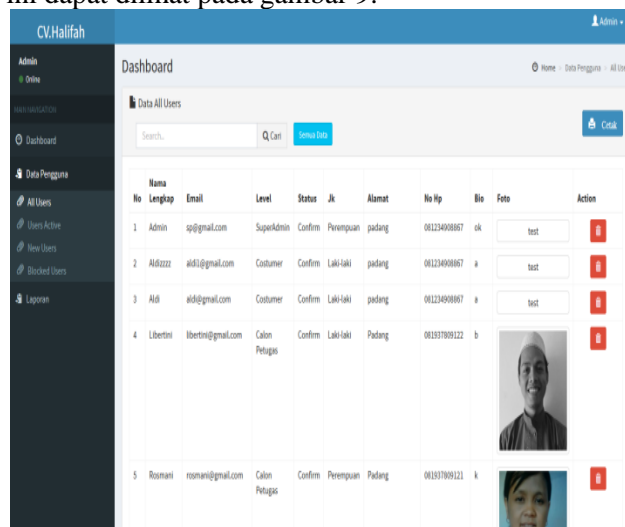 ini dapat dilihat pada gambar 9.
CV.Halifah
Admin
Admin
Online
MAIN NAVIGATION
Dashboard
Data Pengguna
All Users
Users Active
New Users
Blocked Users
Laporan
Dashboard
Home > Data Pengguna > All Use
Data All Users
Search..
Cari
Semua Data
Cetak
No Nama Lengkap Email Level Status Jk Alamat No Hp Bio Foto Action
1 Admin sp@gmail.com SuperAdmin Confirm Perempuan padang 081234908867 ok test
2 Aldizzzz aldi1@gmail.com Costumer Confirm Laki-laki padang 081234908867 a test
3 Aldi aldi@gmail.com Costumer Confirm Laki-laki padang 081234908867 a test
4 Libertini libertini@gmail.com Calon Petugas Confirm Laki-laki Padang 081937809122 b
5 Rosmani rosmani@gmail.com Calon Petugas Confirm Perempuan Padang 081937809121 k